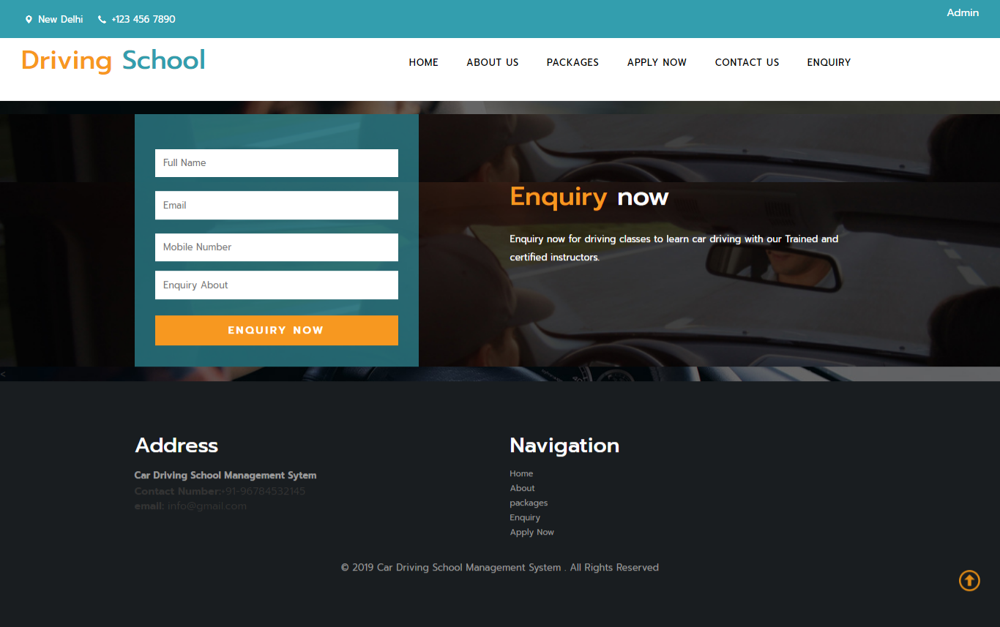 New Delhi +123 456 7890
Admin
Driving School
HOME ABOUT US PACKAGES APPLY NOW CONTACT US ENQUIRY
Full Name
Email
Mobile Number
Enquiry About
ENQUIRY NOW
Enquiry now
Enquiry now for driving classes to learn car driving with our Trained and
certified instructors.
<
Address
Car Driving School Management Sytem
Contact Number:+91-96784532145
email: info@gmail.com
Navigation
Home
About
packages
Enquiry
Apply Now
© 2019 Car Driving School Management System . All Rights Reserved